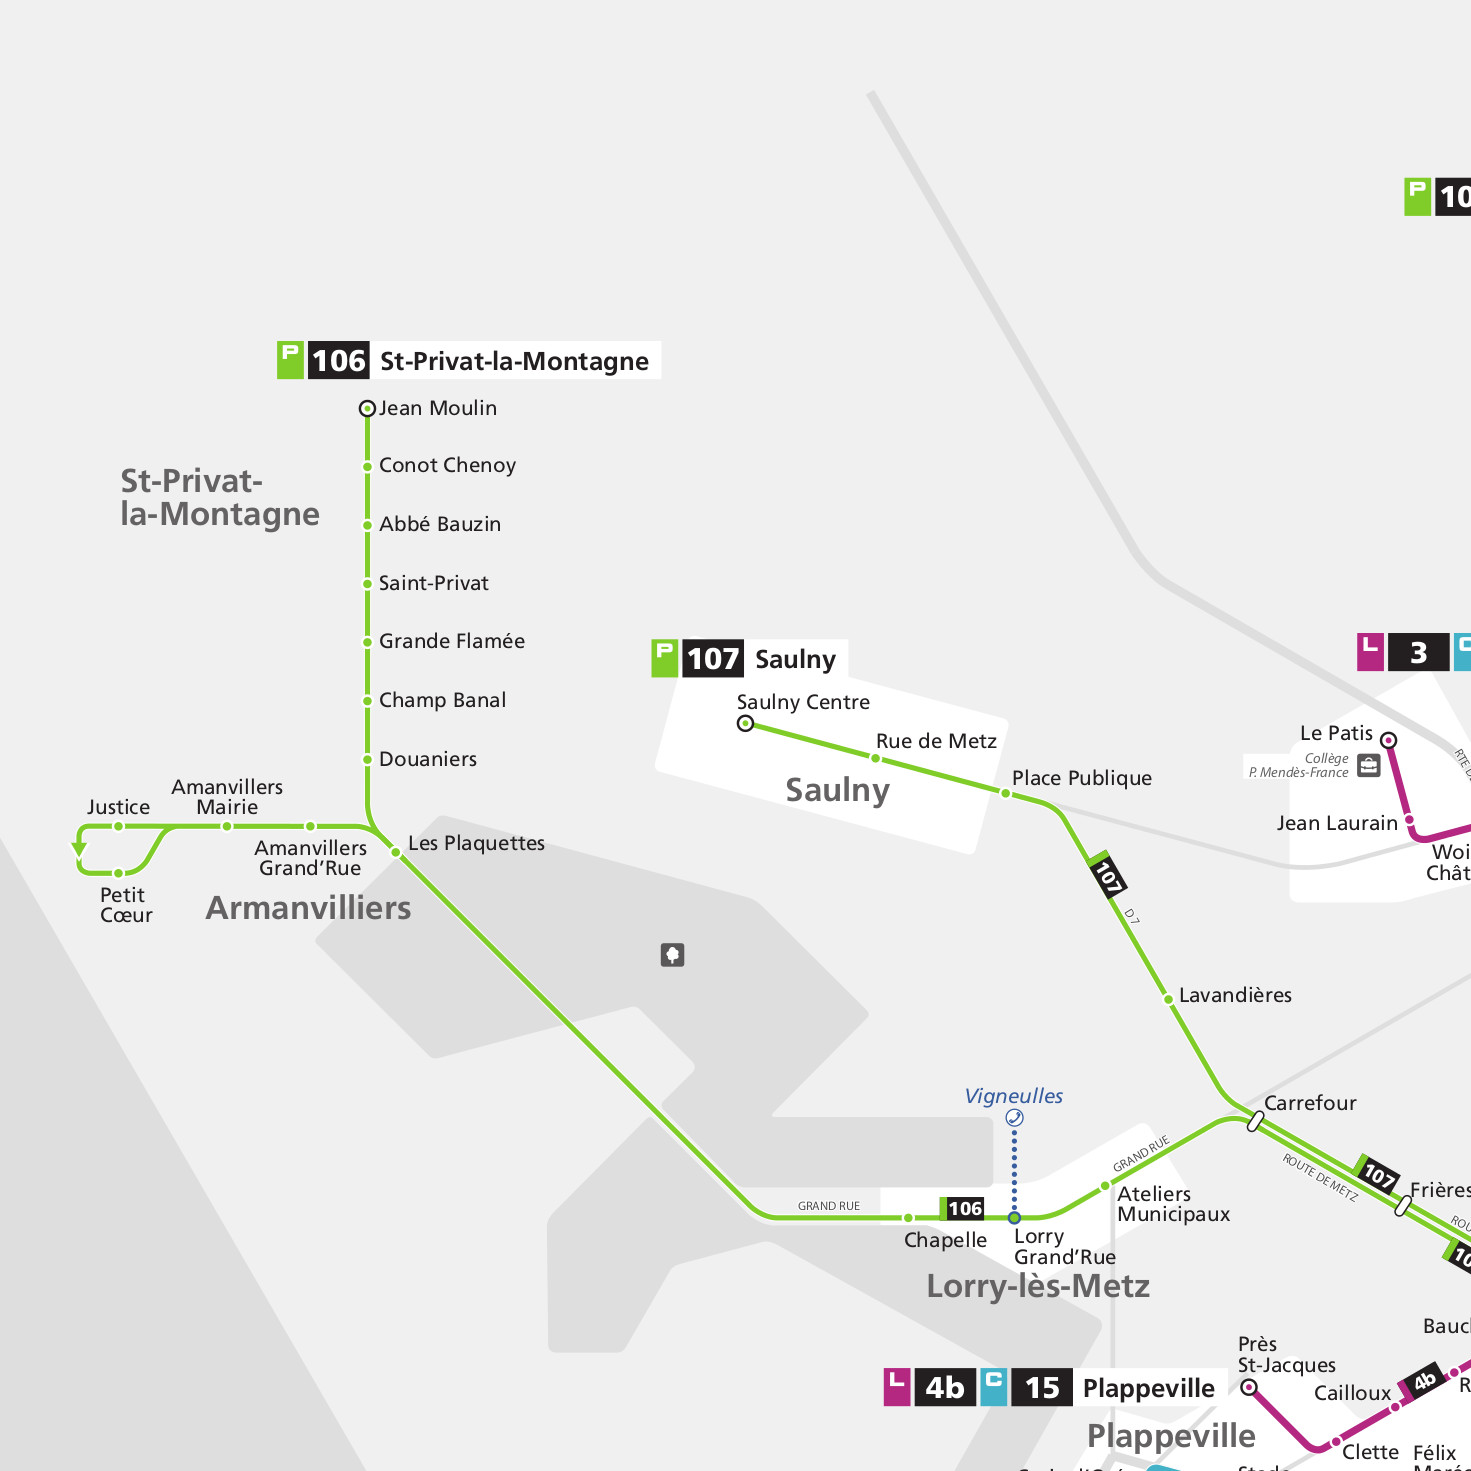 P 10
P 106 St-Privat-la-Montagne
Jean Moulin
Conot Chenoy
St-Privat-
la-Montagne
Abbé Bauzin
Saint-Privat
Grande Flamée
Champ Banal
Douaniers
P 107 Saulny
Saulny Centre
Rue de Metz
Saulny
Place Publique
L 3 C
Le Patis
Collège
P. Mendès-France
Jean Laurain
Woi
Chât
Justice
Amanvillers
Mairie
Amanvillers
Grand'Rue
Les Plaquettes
Petit
Cœur
Armanvilliers
107
D 7
Lavandières
Vigneulles
Carrefour
GRAND RUE
ROUTE DE METZ
107
Frières
ROU
10
Ateliers
Municipaux
GRAND RUE
106
Chapelle
Lorry
Grand'Rue
Lorry-lès-Metz
Bauc
Près
St-Jacques
L 4b C 15 Plappeville
Cailloux
4b
R
Plappeville
Clette
Félix